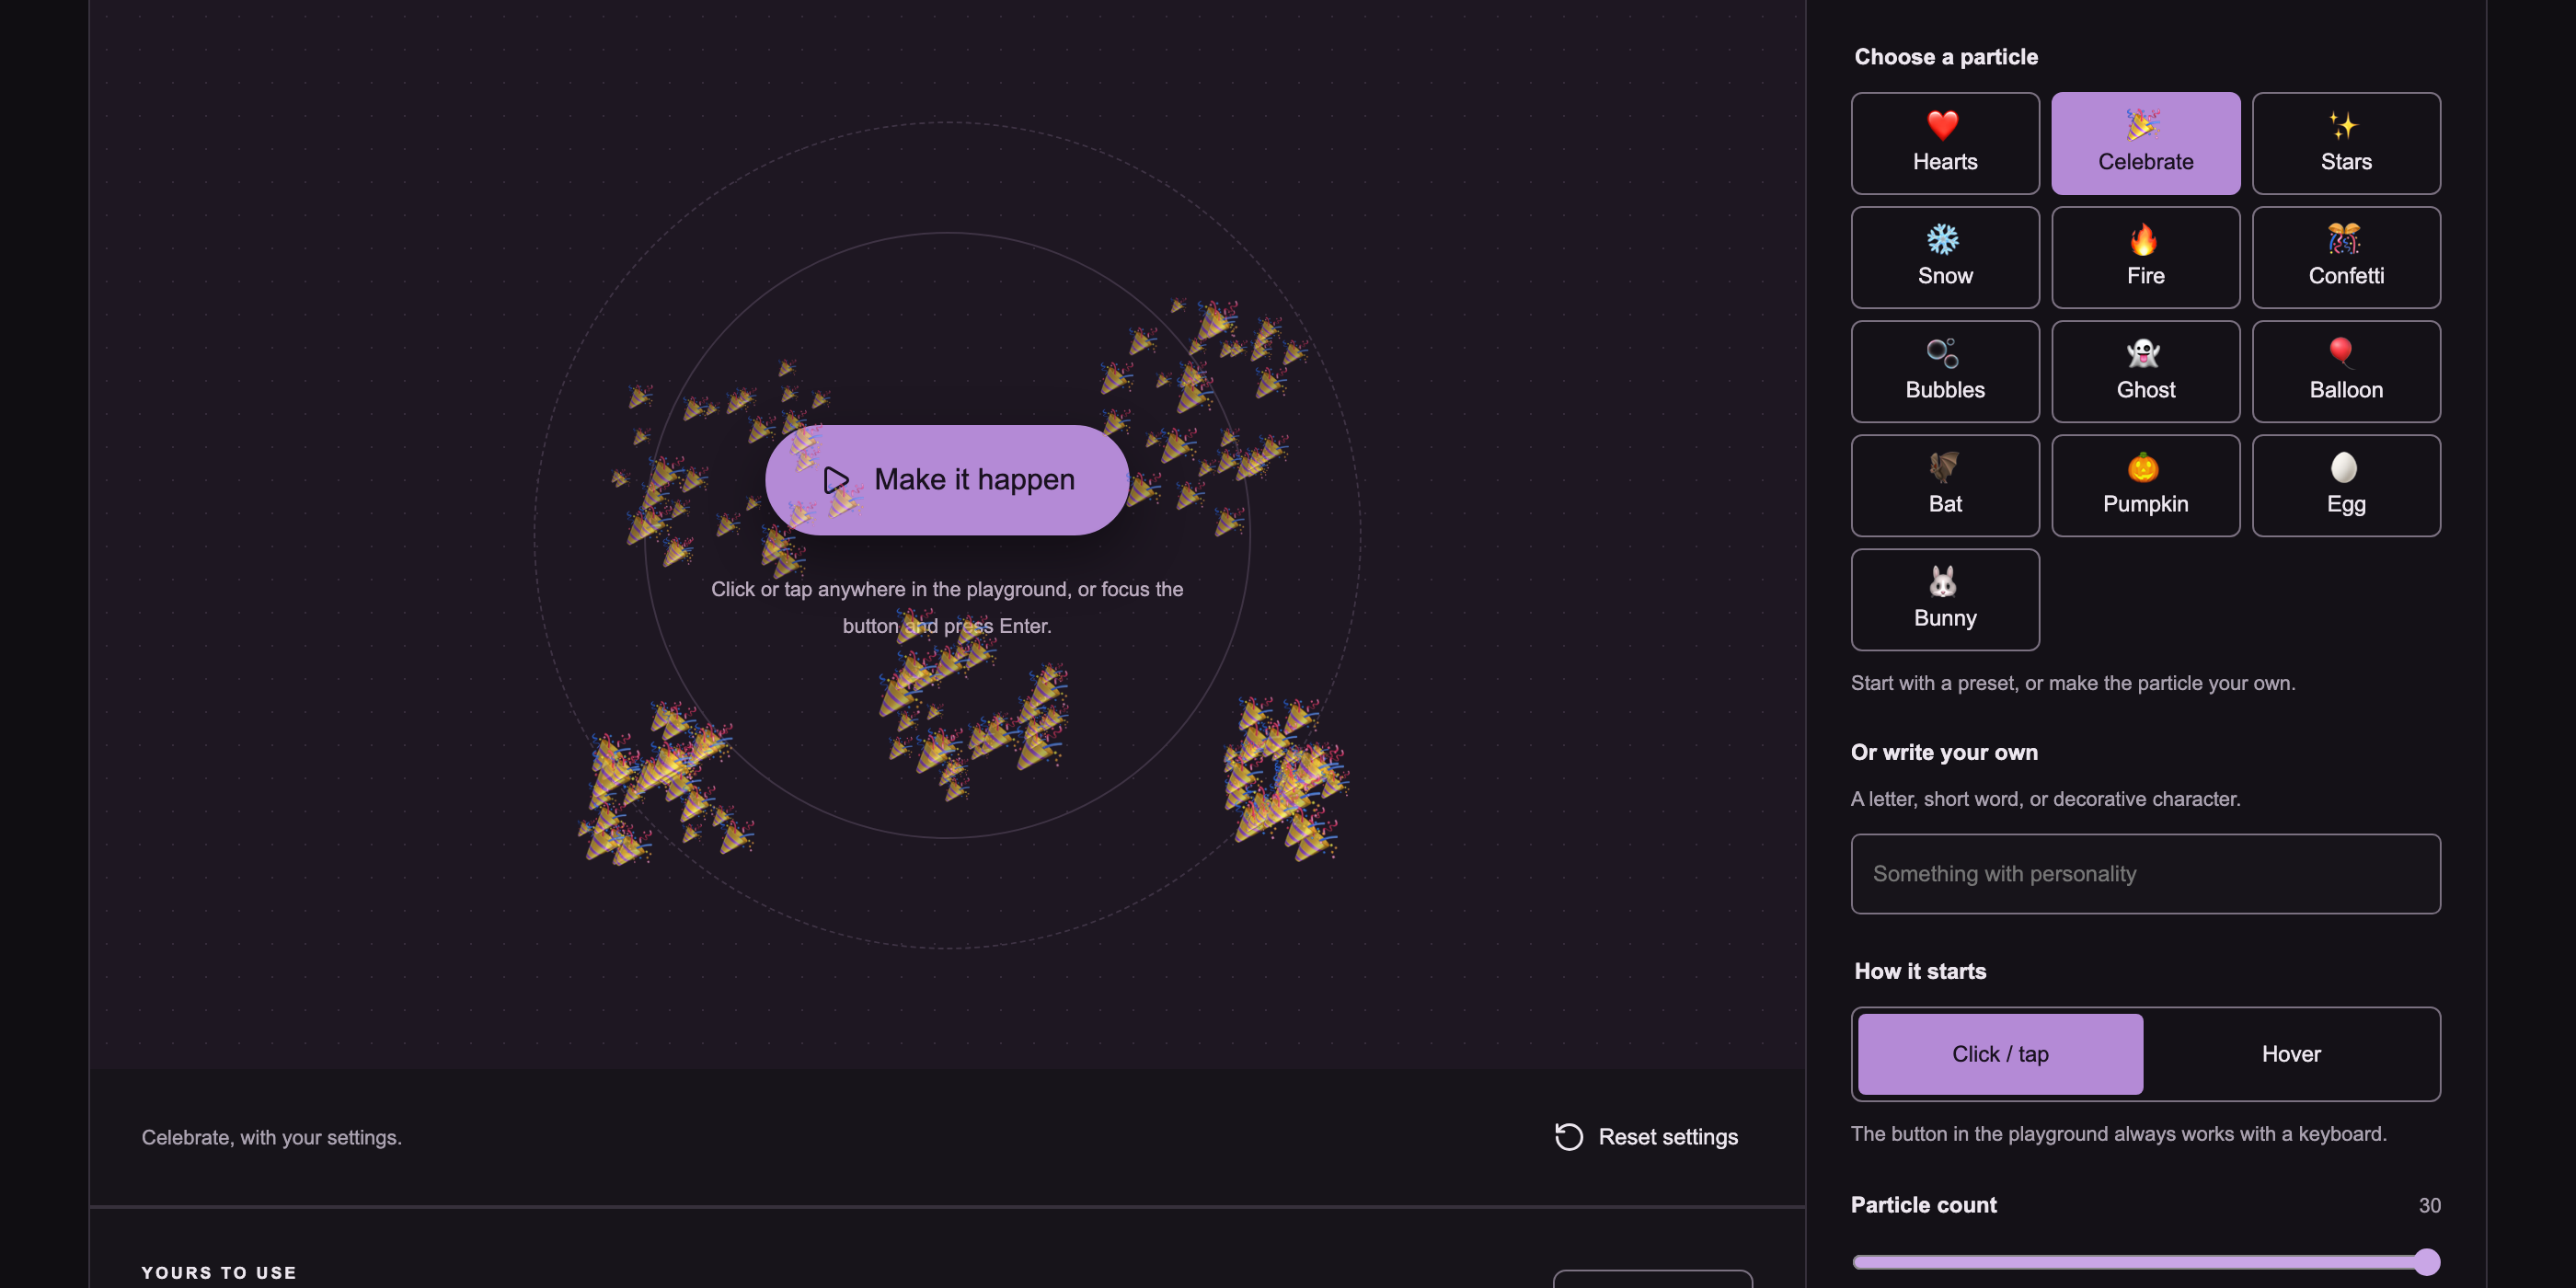 Make it happen
Click or tap anywhere in the playground, or focus the
button and press Enter.
Celebrate, with your settings.
Reset settings
YOURS TO USE
Choose a particle
Hearts
Celebrate
Stars
Snow
Fire
Confetti
Bubbles
Ghost
Balloon
Bat
Pumpkin
Egg
Bunny
Start with a preset, or make the particle your own.
Or write your own
A letter, short word, or decorative character.
Something with personality
How it starts
Click / tap
Hover
The button in the playground always works with a keyboard.
Particle count
30